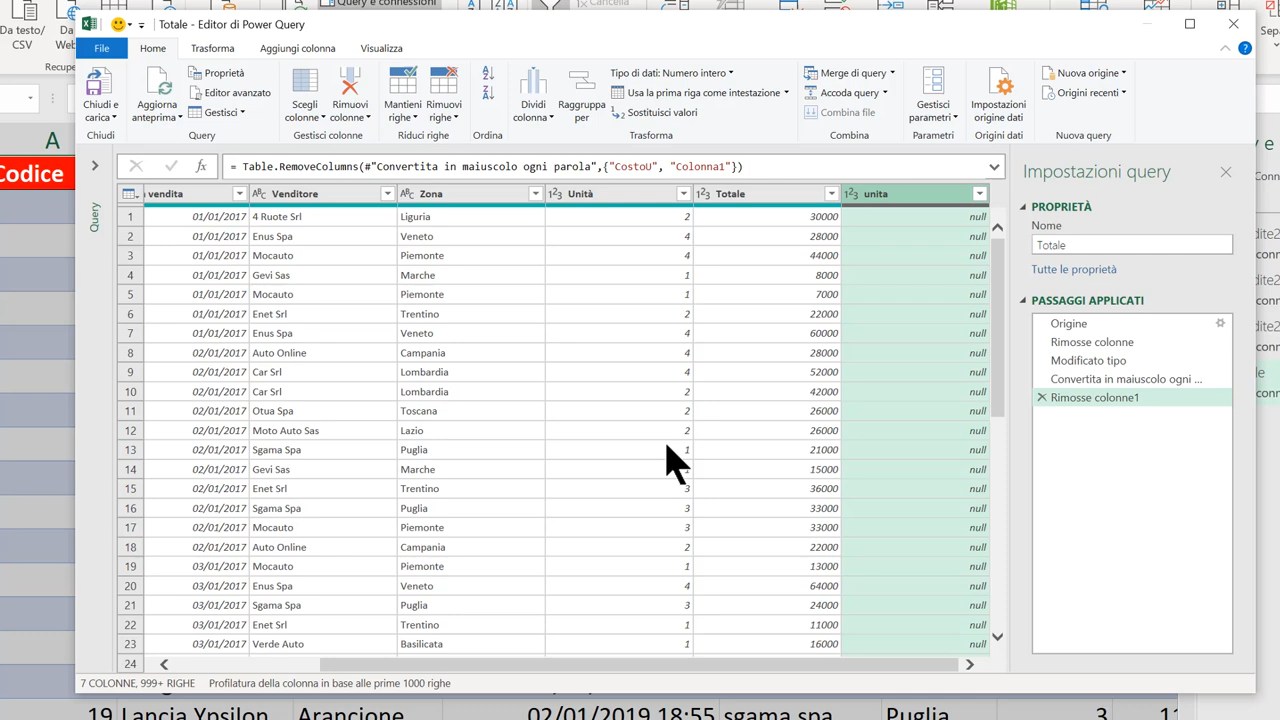 Query e connessioni
Cancella
Da testo/
CSV
Da
Web
Recupe
A
Codice
Totale - Editor di Power Query
File
Home
Trasforma
Aggiungi colonna
Visualizza
Chiudi e
carica
Chiudi
Aggiorna
anteprima
Proprietà
Editor avanzato
Gestisci
Query
Scegli
colonne
Rimuovi
colonne
Gestisci colonne
Mantieni
righe
Rimuovi
righe
Riduci righe
Ordina
Dividi
colonna
Raggruppa
per
Tipo di dati: Numero intero
Usa la prima riga come intestazione
Sostituisci valori
Trasforma
Merge di query
Accoda query
Combina file
Combina
Gestisci
parametri
Parametri
Impostazioni
origine dati
Origini dati
Nuova origine
Origini recenti
Nuova query
= Table.RemoveColumns(#"Convertita in maiuscolo ogni parola",{"CostoU", "Colonna1"})
Query
vendita Venditore Zona Unità Totale unita
1 01/01/2017 4 Ruote Srl Liguria 2 30000 null
2 01/01/2017 Enus Spa Veneto 4 28000 null
3 01/01/2017 Mocauto Piemonte 4 44000 null
4 01/01/2017 Gevi Sas Marche 1 8000 null
5 01/01/2017 Mocauto Piemonte 1 7000 null
6 01/01/2017 Enet Srl Trentino 2 22000 null
7 01/01/2017 Enus Spa Veneto 4 60000 null
8 02/01/2017 Auto Online Campania 4 28000 null
9 02/01/2017 Car Srl Lombardia 4 52000 null
10 02/01/2017 Car Srl Lombardia 2 42000 null
11 02/01/2017 Otua Spa Toscana 2 26000 null
12 02/01/2017 Moto Auto Sas Lazio 2 26000 null
13 02/01/2017 Sgama Spa Puglia 1 21000 null
14 02/01/2017 Gevi Sas Marche 15000 null
15 02/01/2017 Enet Srl Trentino 3 36000 null
16 02/01/2017 Sgama Spa Puglia 3 33000 null
17 02/01/2017 Mocauto Piemonte 3 33000 null
18 02/01/2017 Auto Online Campania 2 22000 null
19 03/01/2017 Mocauto Piemonte 1 13000 null
20 03/01/2017 Enus Spa Veneto 4 64000 null
21 03/01/2017 Sgama Spa Puglia 3 24000 null
22 03/01/2017 Enet Srl Trentino 1 11000 null
23 03/01/2017 Verde Auto Basilicata 1 16000 null
24
7 COLONNE, 999+ RIGHE Profilatura della colonna in base alle prime 1000 righe
Impostazioni query
PROPRIETÀ
Nome
Totale
Tutte le proprietà
PASSAGGI APPLICATI
Origine
Rimosse colonne
Modificato tipo
Convertita in maiuscolo ogni ...
Rimosse colonne1
19 Lancia Ypsilon Arancione 02/01/2019 18:55 sgama spa Puglia 3